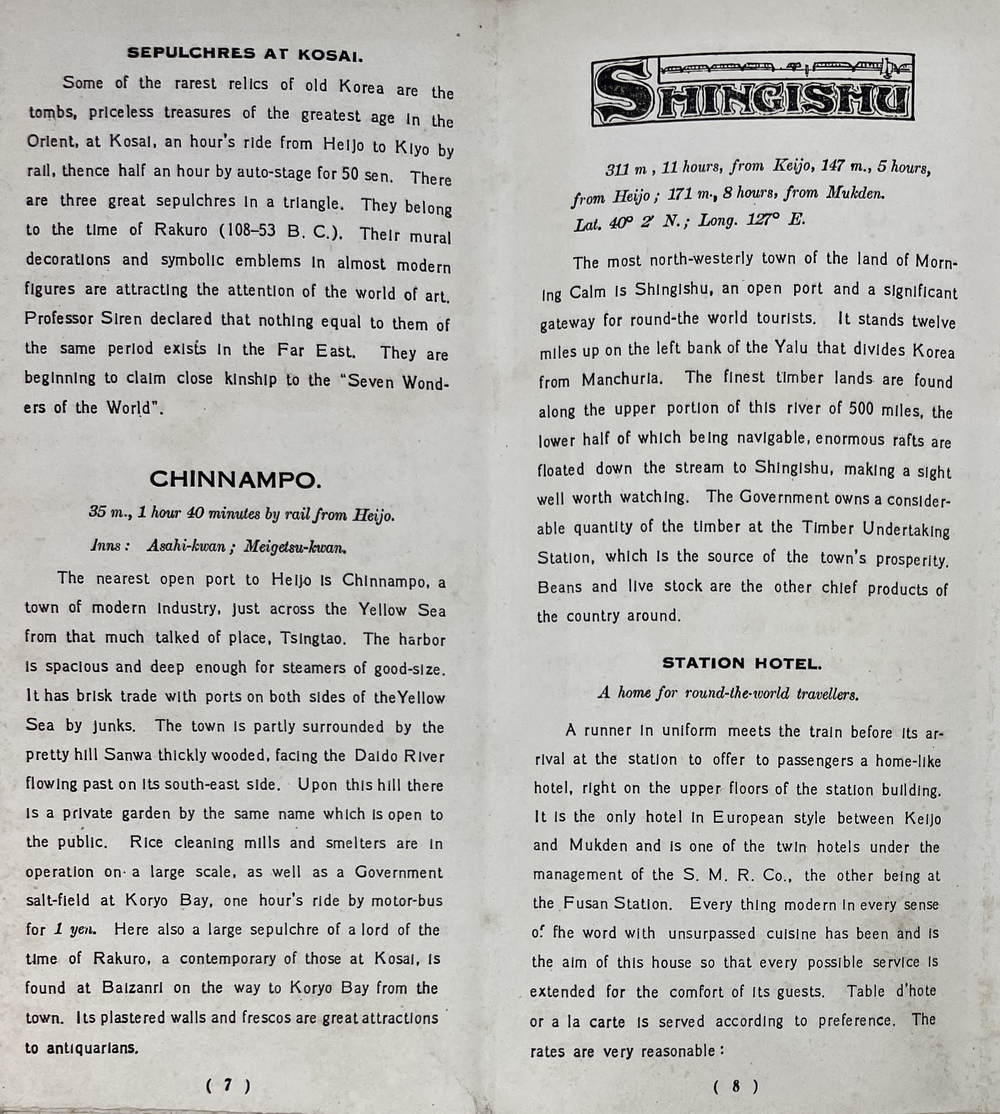 SEPULCHRES AT KOSAI.
Some of the rarest relics of old Korea are the
tombs, priceless treasures of the greatest age in the
Orient, at Kosai, an hour's ride from Heijo to Kiyo by
rail, thence half an hour by auto-stage for 50 sen. There
are three great sepulchres in a triangle. They belong
to the time of Rakuro (108–53 B. C.). Their mural
decorations and symbolic emblems in almost modern
figures are attracting the attention of the world of art.
Professor Siren declared that nothing equal to them of
the same period exists in the Far East. They are
beginning to claim close kinship to the "Seven Wond-
ers of the World".
CHINNAMPO.
35 m., 1 hour 40 minutes by rail from Heijo.
Inns : Asahi-kwan ; Meigetsu-kwan.
The nearest open port to Heijo is Chinnampo, a
town of modern industry, just across the Yellow Sea
from that much talked of place, Tsingtao. The harbor
is spacious and deep enough for steamers of good-size.
It has brisk trade with ports on both sides of the Yellow
Sea by junks. The town is partly surrounded by the
pretty hill Sanwa thickly wooded, facing the Daido River
flowing past on its south-east side. Upon this hill there
is a private garden by the same name which is open to
the public. Rice cleaning mills and smelters are in
operation on a large scale, as well as a Government
salt-field at Koryo Bay, one hour's ride by motor-bus
for 1 yen. Here also a large sepulchre of a lord of the
time of Rakuro, a contemporary of those at Kosai, is
found at Baizanri on the way to Koryo Bay from the
town. Its plastered walls and frescos are great attractions
to antiquarians.
( 7 )
SHINGISHU
311 m , 11 hours, from Keijo, 147 m., 5 hours,
from Heijo ; 171 m., 8 hours, from Mukden.
Lat. 40° 2' N. ; Long. 127° E.
The most north-westerly town of the land of Morn-
ing Calm is Shingishu, an open port and a significant
gateway for round-the world tourists. It stands twelve
miles up on the left bank of the Yalu that divides Korea
from Manchuria. The finest timber lands are found
along the upper portion of this river of 500 miles, the
lower half of which being navigable, enormous rafts are
floated down the stream to Shingishu, making a sight
well worth watching. The Government owns a consider-
able quantity of the timber at the Timber Undertaking
Station, which is the source of the town's prosperity.
Beans and live stock are the other chief products of
the country around.
STATION HOTEL.
A home for round-the-world travellers.
A runner in uniform meets the train before its ar-
rival at the station to offer to passengers a home-like
hotel, right on the upper floors of the station building.
It is the only hotel in European style between Keijo
and Mukden and is one of the twin hotels under the
management of the S. M. R. Co., the other being at
the Fusan Station. Every thing modern in every sense
of fhe word with unsurpassed cuisine has been and is
the aim of this house so that every possible service is
extended for the comfort of its guests. Table d'hote
or a la carte is served according to preference. The
rates are very reasonable :
( 8 )